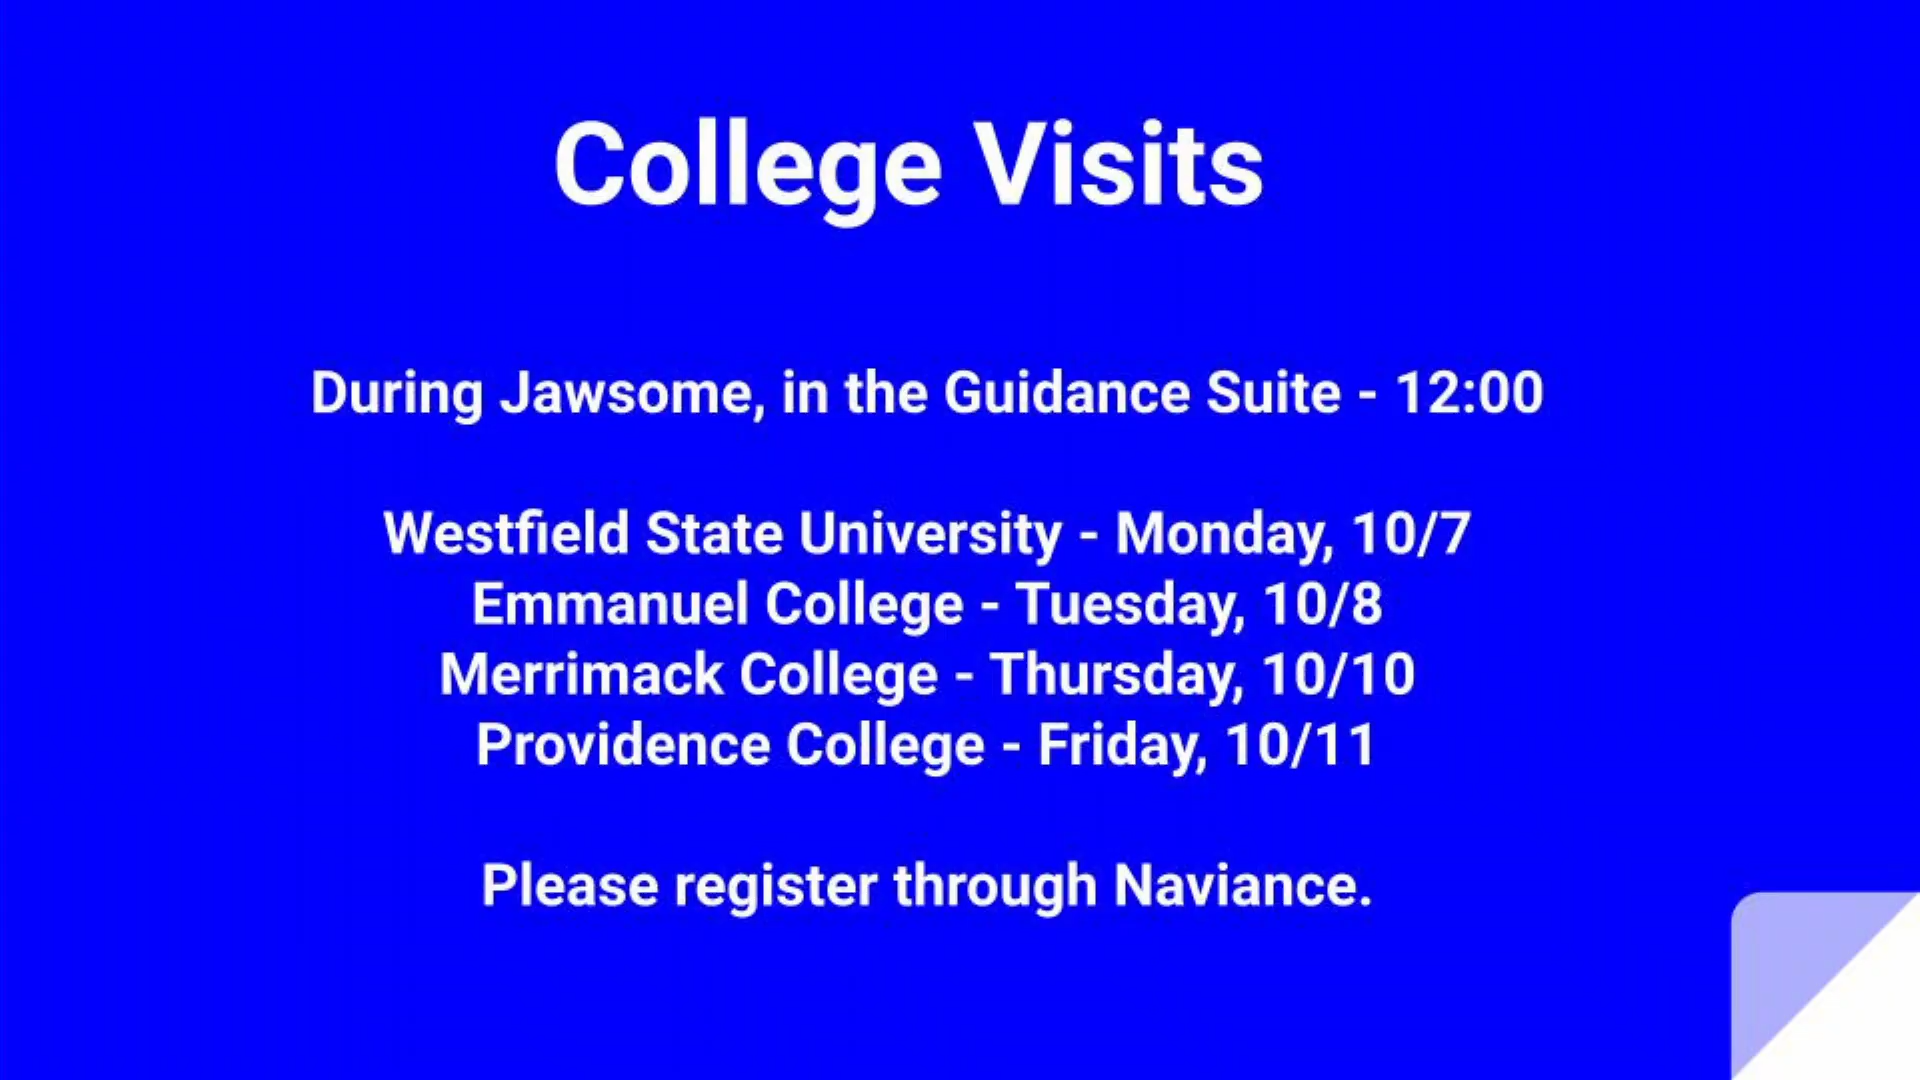 College Visits
During Jawsome, in the Guidance Suite - 12:00
Westfield State University - Monday, 10/7
Emmanuel College - Tuesday, 10/8
Merrimack College - Thursday, 10/10
Providence College - Friday, 10/11
Please register through Naviance.